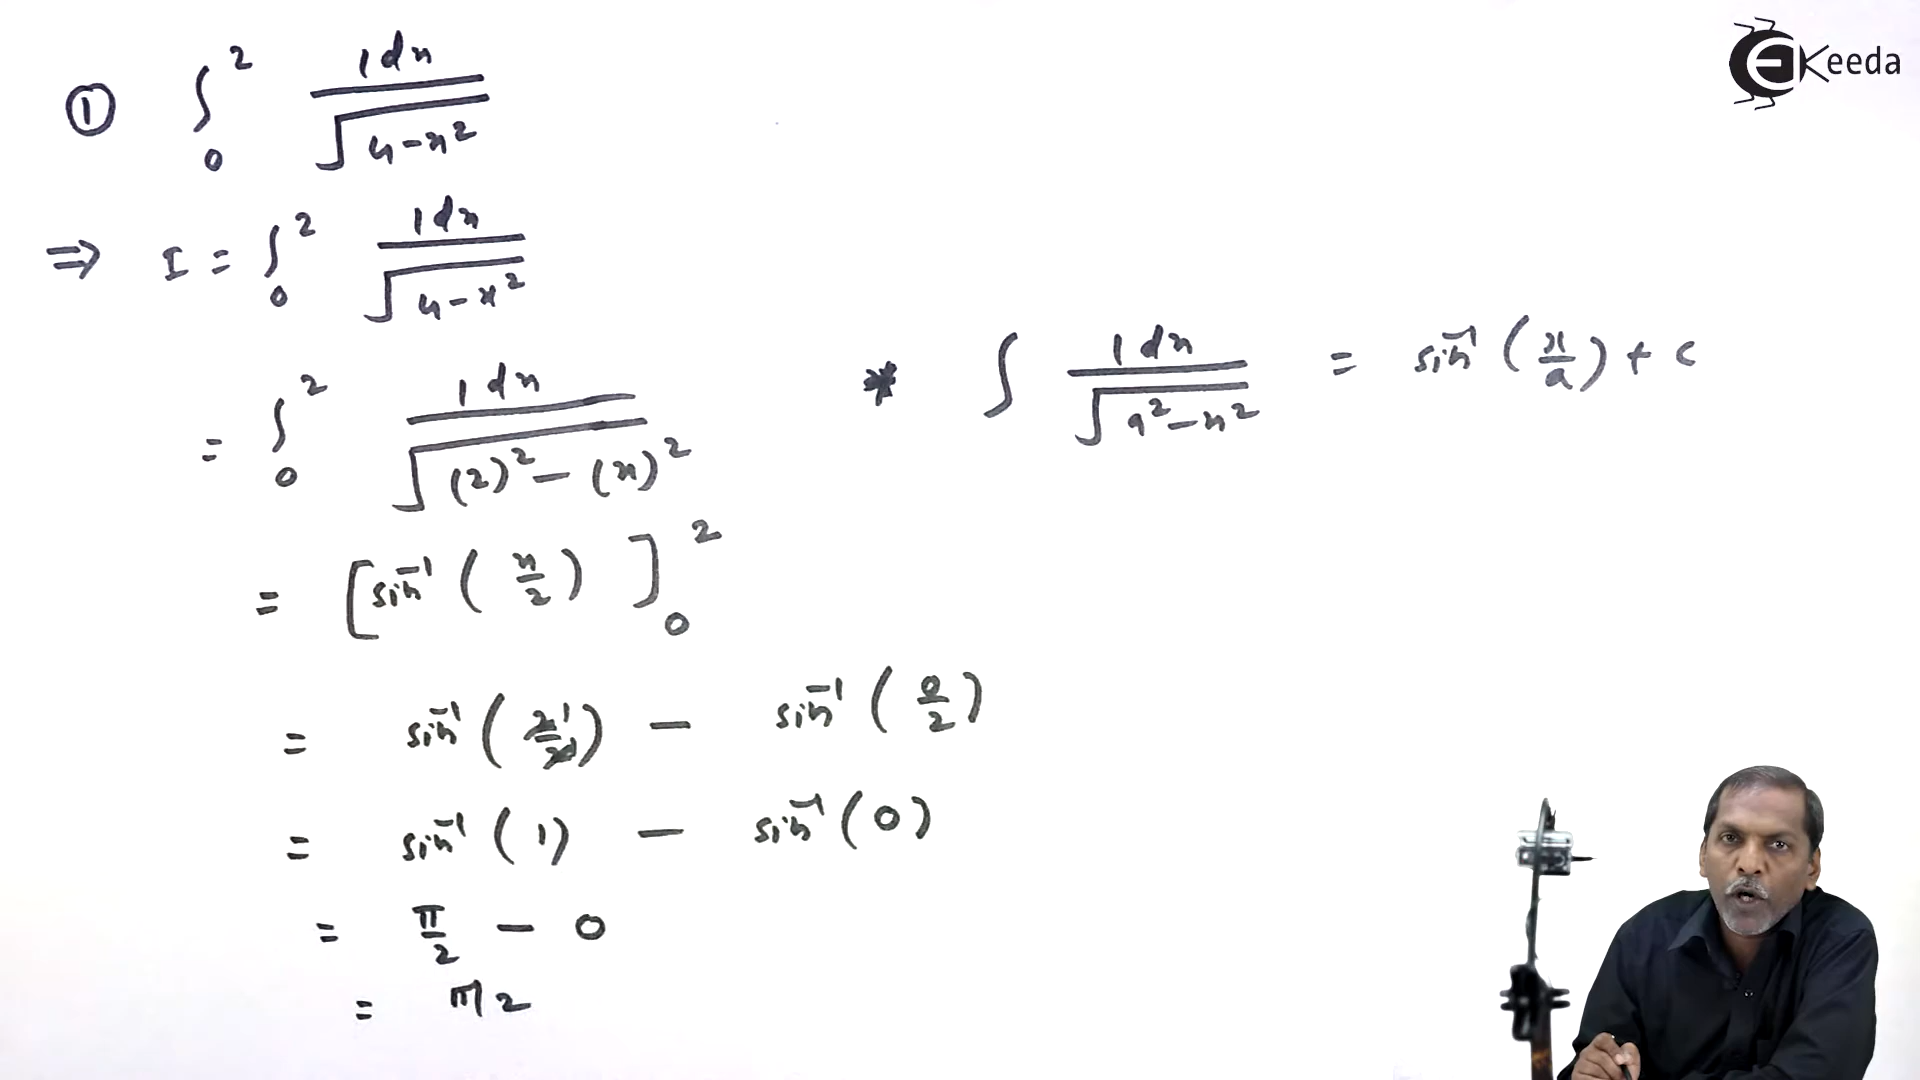 Keeda
① ∫₀² 1dx / √(4-x²)
⇒ I = ∫₀² 1dx / √(4-x²)
= ∫₀² 1dx / √((2)² - (x)²)
* ∫ 1dx / √(a²-x²) = sin⁻¹(x/a) + c
= [sin⁻¹(x/2)]₀²
= sin⁻¹(2/2) - sin⁻¹(0/2)
= sin⁻¹(1) - sin⁻¹(0)
= π/2 - 0
= π/2